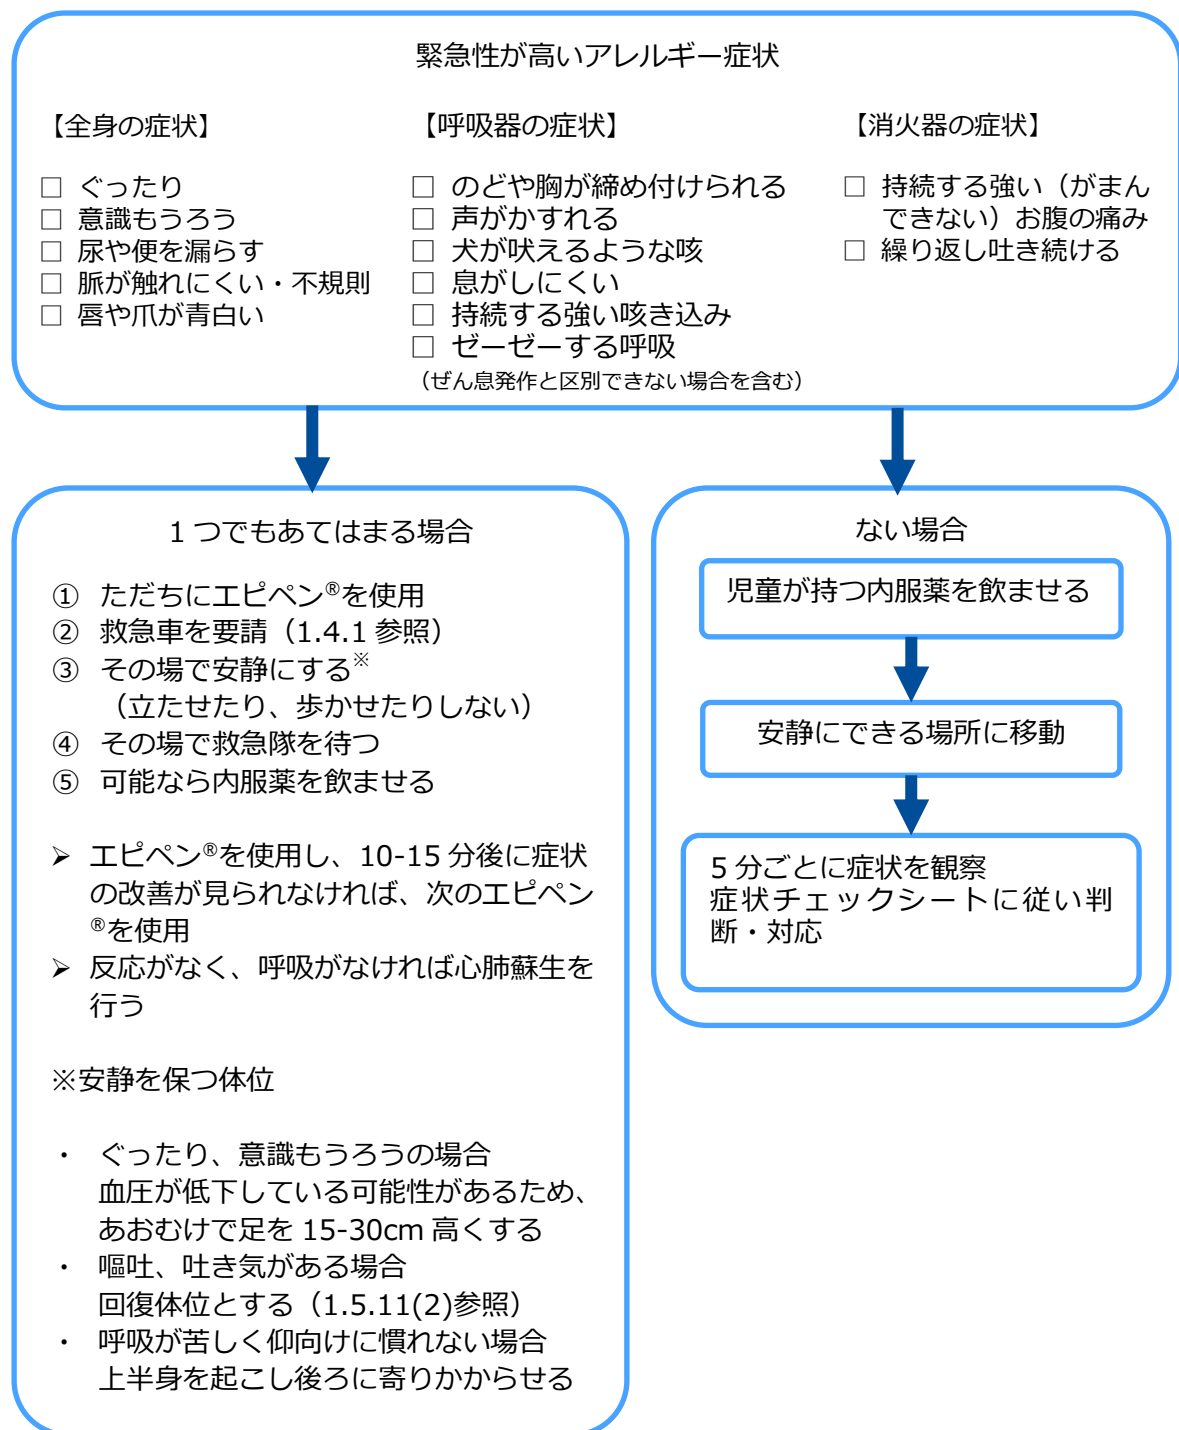 緊急性が高いアレルギー症状
【全身の症状】
□ ぐったり
□ 意識もうろう
□ 尿や便を漏らす
□ 脈が触れにくい・不規則
□ 唇や爪が青白い
【呼吸器の症状】
□ のどや胸が締め付けられる
□ 声がかすれる
□ 犬が吠えるような咳
□ 息がしにくい
□ 持続する強い咳き込み
□ ゼーゼーする呼吸
（ぜん息発作と区別できない場合を含む）
【消火器の症状】
□ 持続する強い（がまん
できない）お腹の痛み
□ 繰り返し吐き続ける
1 つでもあてはまる場合
① ただちにエピペン®を使用
② 救急車を要請（1.4.1 参照）
③ その場で安静にする※
（立たせたり、歩かせたりしない）
④ その場で救急隊を待つ
⑤ 可能なら内服薬を飲ませる
➢ エピペン®を使用し、10-15 分後に症状
の改善が見られなければ、次のエピペン
®を使用
➢ 反応がなく、呼吸がなければ心肺蘇生を
行う
※安静を保つ体位
・ ぐったり、意識もうろうの場合
血圧が低下している可能性があるため、
あおむけで足を 15-30cm 高くする
・ 嘔吐、吐き気がある場合
回復体位とする（1.5.11(2)参照）
・ 呼吸が苦しく仰向けに慣れない場合
上半身を起こし後ろに寄りかからせる
ない場合
児童が持つ内服薬を飲ませる
安静にできる場所に移動
5 分ごとに症状を観察
症状チェックシートに従い判
断・対応